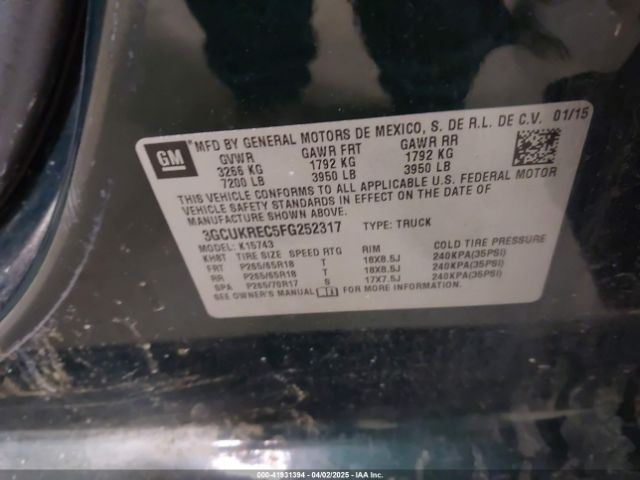 GM
MFD BY GENERAL MOTORS DE MEXICO, S. DE R.L. DE C.V. 01/15
GVWR GAWR FRT GAWR RR
3266 KG 1792 KG 1792 KG
7200 LB 3950 LB 3950 LB
THIS VEHICLE CONFORMS TO ALL APPLICABLE U.S. FEDERAL MOTOR
VEHICLE SAFETY STANDARDS IN EFFECT ON THE DATE OF
MANUFACTURE SHOWN ABOVE.
3GCUKREC5FG252317 TYPE: TRUCK
MODEL: K15743
KH8T TIRE SIZE SPEED RTG RIM COLD TIRE PRESSURE
FRT P265/65R18 T 18X8.5J 240KPA(35PSI)
RR P265/65R18 T 18X8.5J 240KPA(35PSI)
SPA P265/70R17 S 17X7.5J 240KPA(35PSI)
SEE OWNER'S MANUAL FOR MORE INFORMATION.
000-41931394 04/02/2025 - IAA Inc.